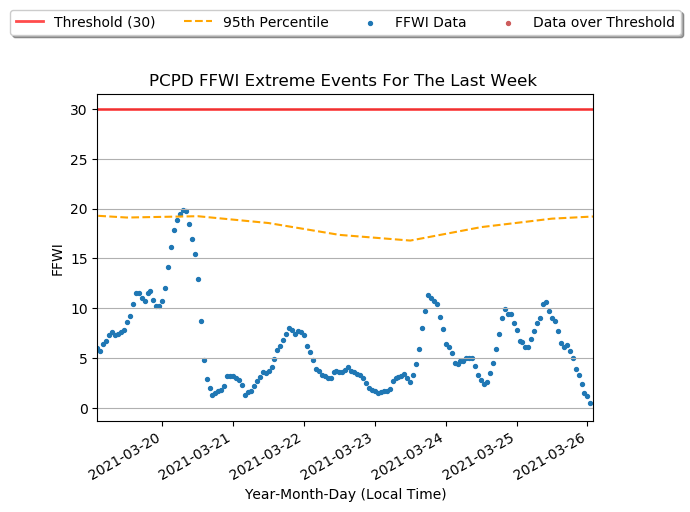 Threshold (30) 95th Percentile FFWI Data Data over Threshold
PCPD FFWI Extreme Events For The Last Week
30
25
20
15
10
5
0
FFWI
2021-03-20 2021-03-21 2021-03-22 2021-03-23 2021-03-24 2021-03-25 2021-03-26
Year-Month-Day (Local Time)